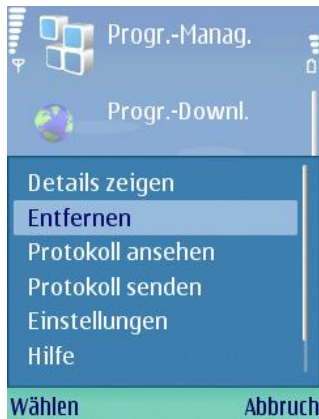 Progr.-Manag.
Progr.-Downl.
Details zeigen
Entfernen
Protokoll ansehen
Protokoll senden
Einstellungen
Hilfe
Wählen Abbruch